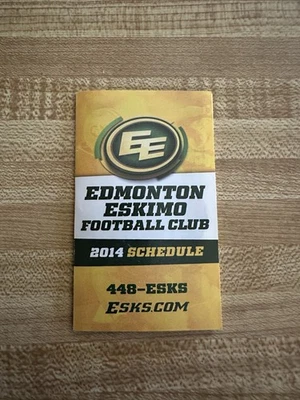 EE
EDMONTON
ESKIMO
FOOTBALL CLUB
2014 SCHEDULE
448-ESKS
ESKS.COM